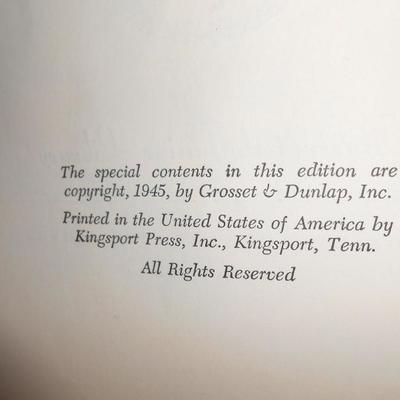 The special contents in this edition are
copyright, 1945, by Grosset & Dunlap, Inc.
Printed in the United States of America by
Kingsport Press, Inc., Kingsport, Tenn.
All Rights Reserved